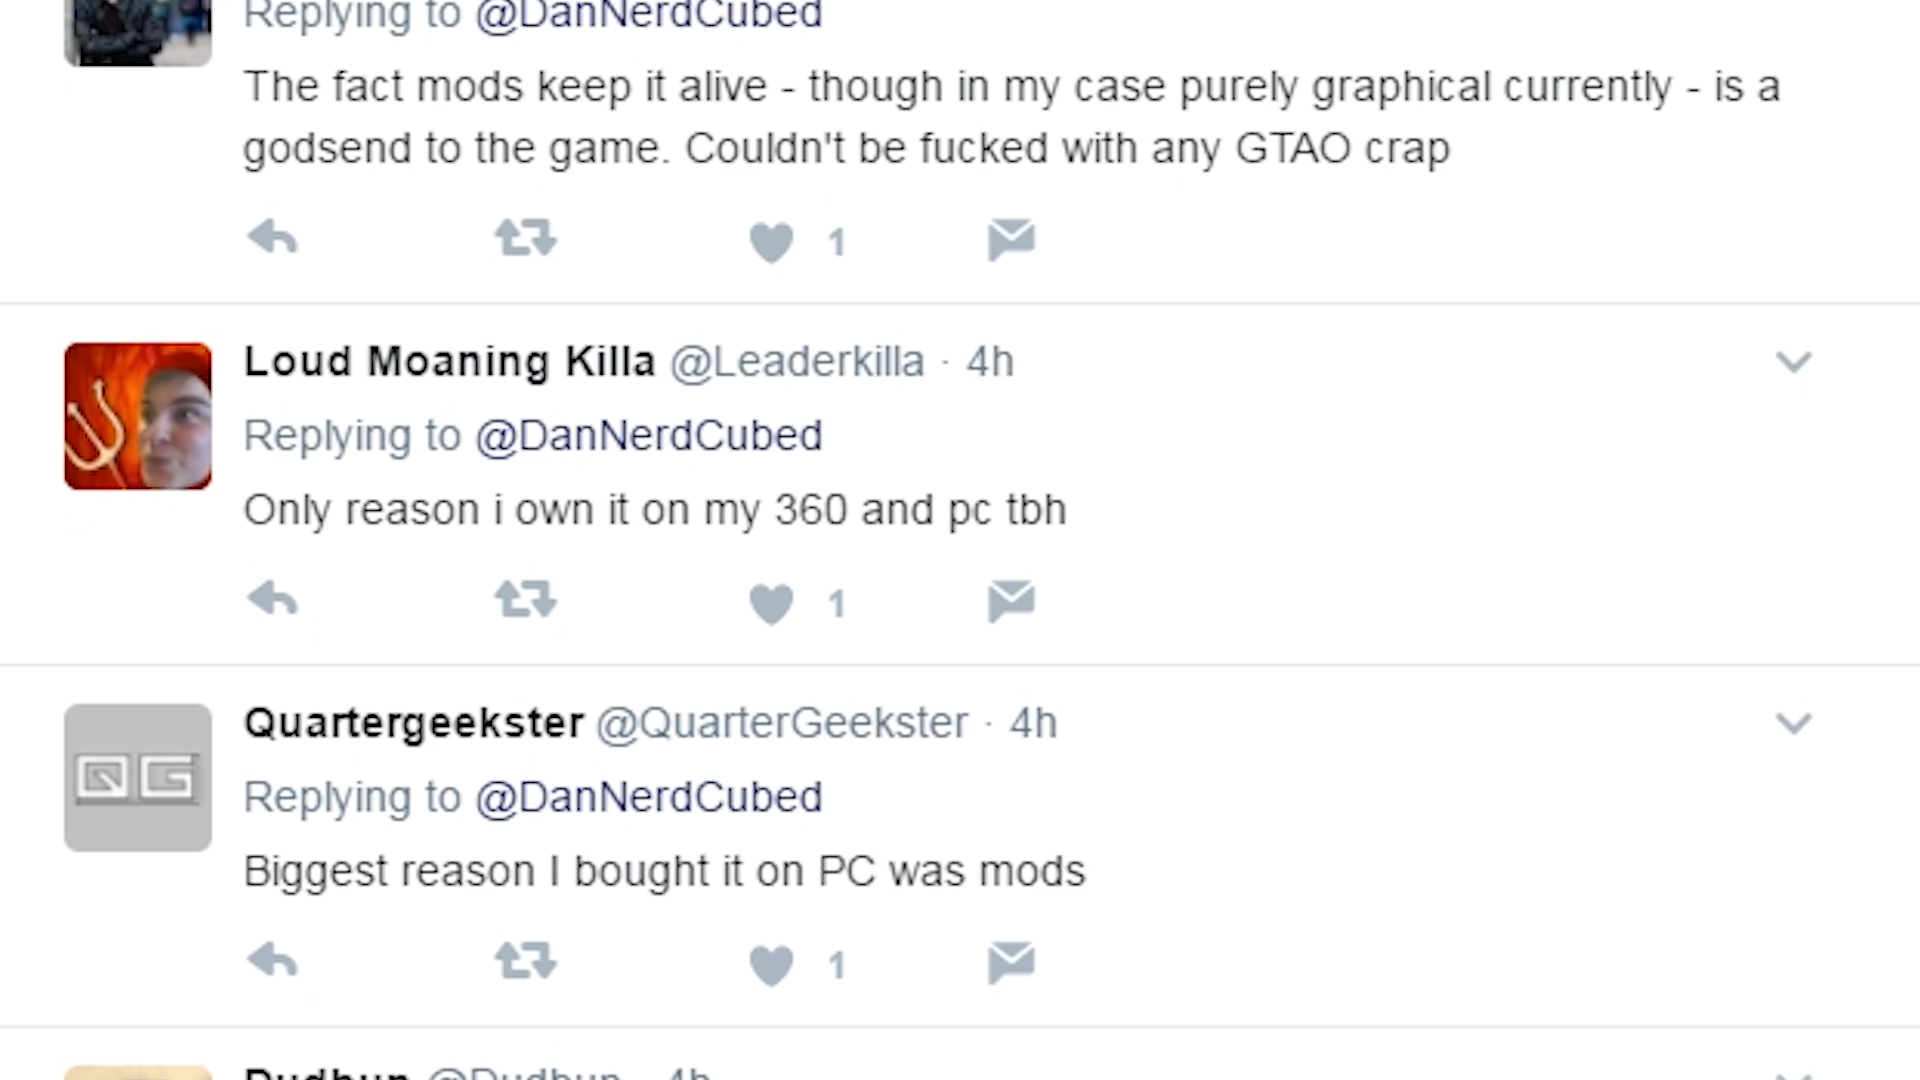 Replying to @DanNerdCubed
The fact mods keep it alive - though in my case purely graphical currently - is a
godsend to the game. Couldn't be fucked with any GTAO crap
1
Loud Moaning Killa @Leaderkilla · 4h
Replying to @DanNerdCubed
Only reason i own it on my 360 and pc tbh
1
QG
Quartergeekster @QuarterGeekster · 4h
Replying to @DanNerdCubed
Biggest reason I bought it on PC was mods
1
4h